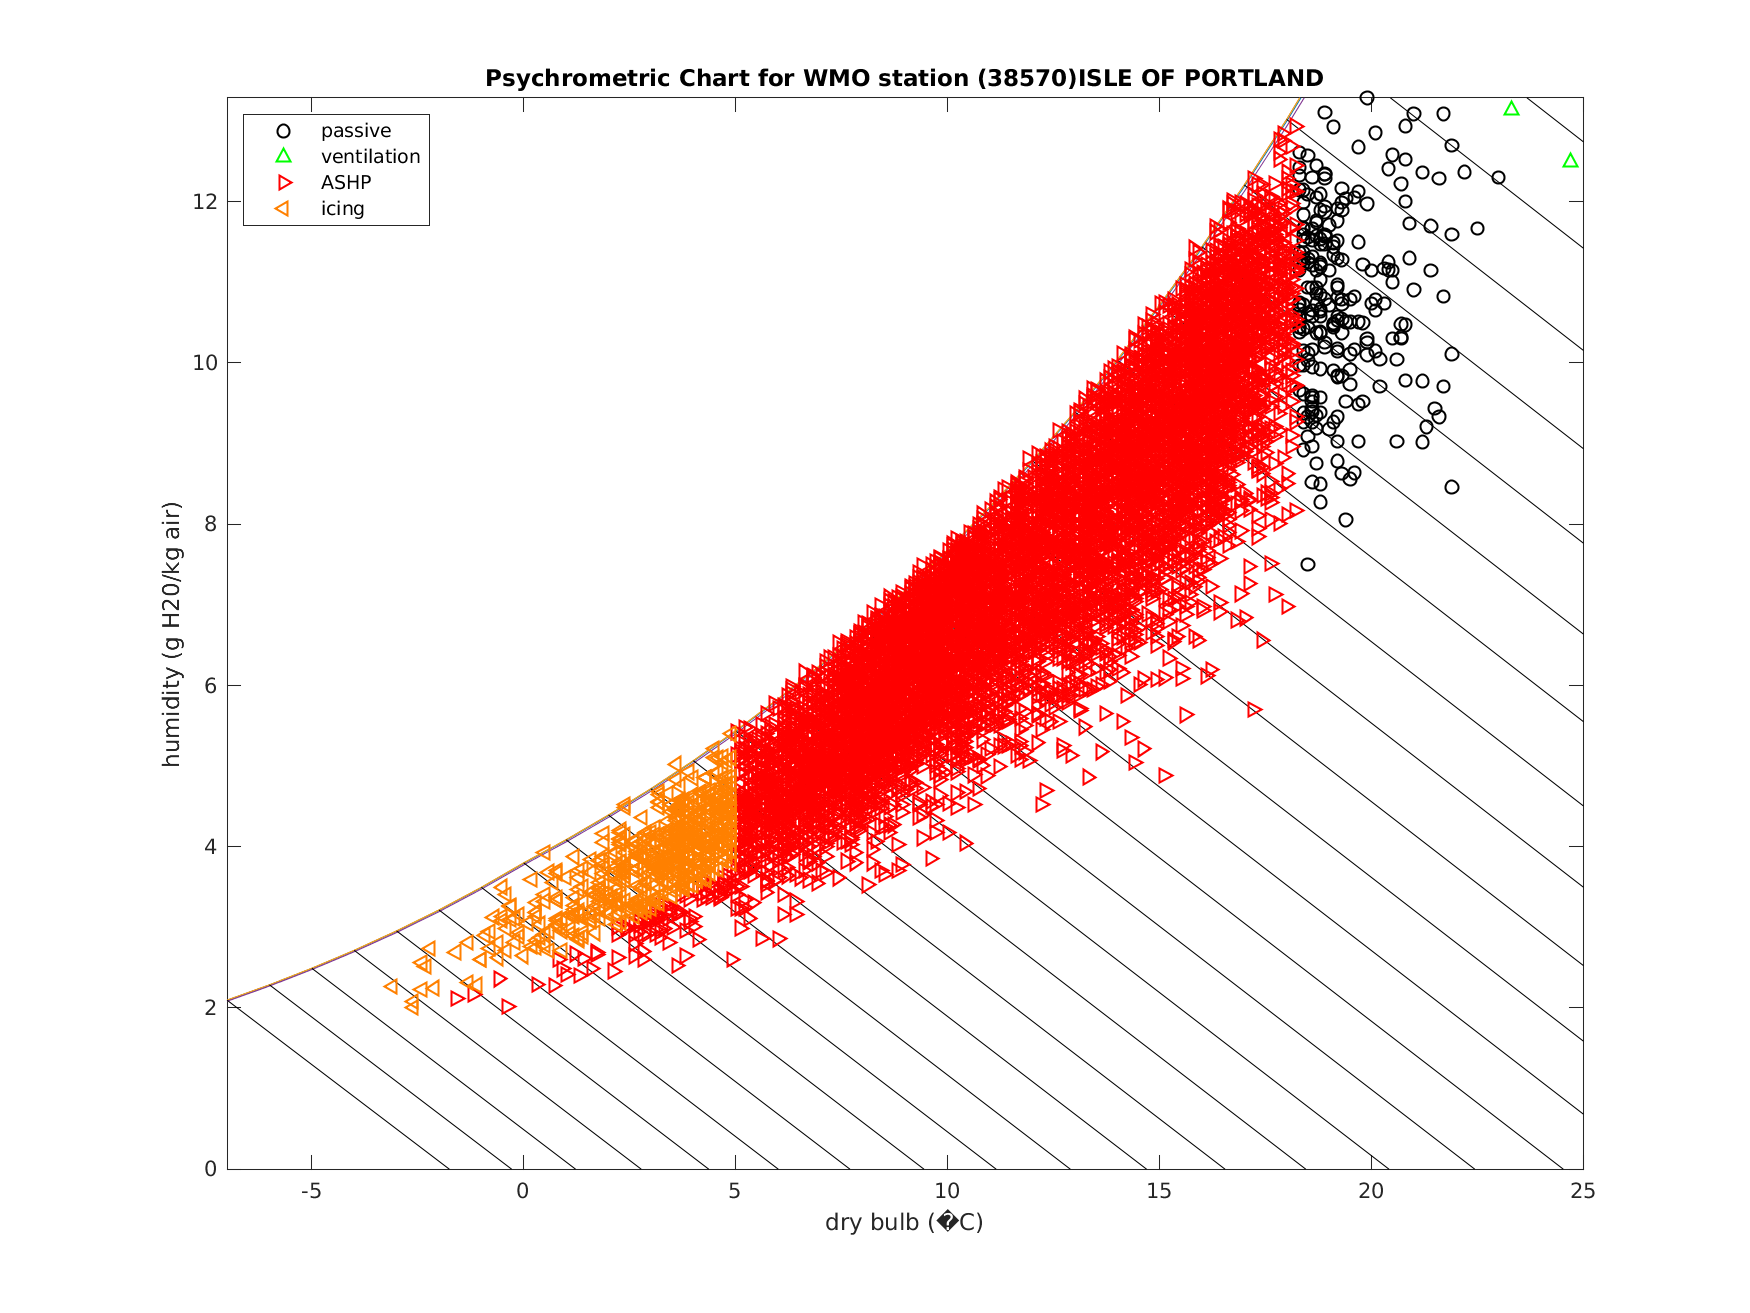 Psychrometric Chart for WMO station (38570)ISLE OF PORTLAND
passive
ventilation
ASHP
icing
humidity (g H20/kg air)
12
10
8
6
4
2
0
-5
0
5
10
15
20
25
dry bulb (�C)